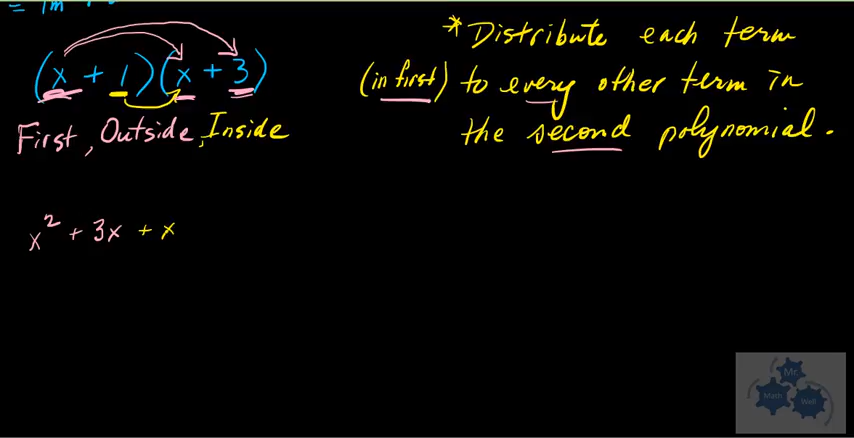 = 1m
(x + 1)(x + 3)
First, Outside, Inside
x² + 3x + x
* Distribute each term
(in first) to every other term in
the second polynomial.
Mr.
Math Well